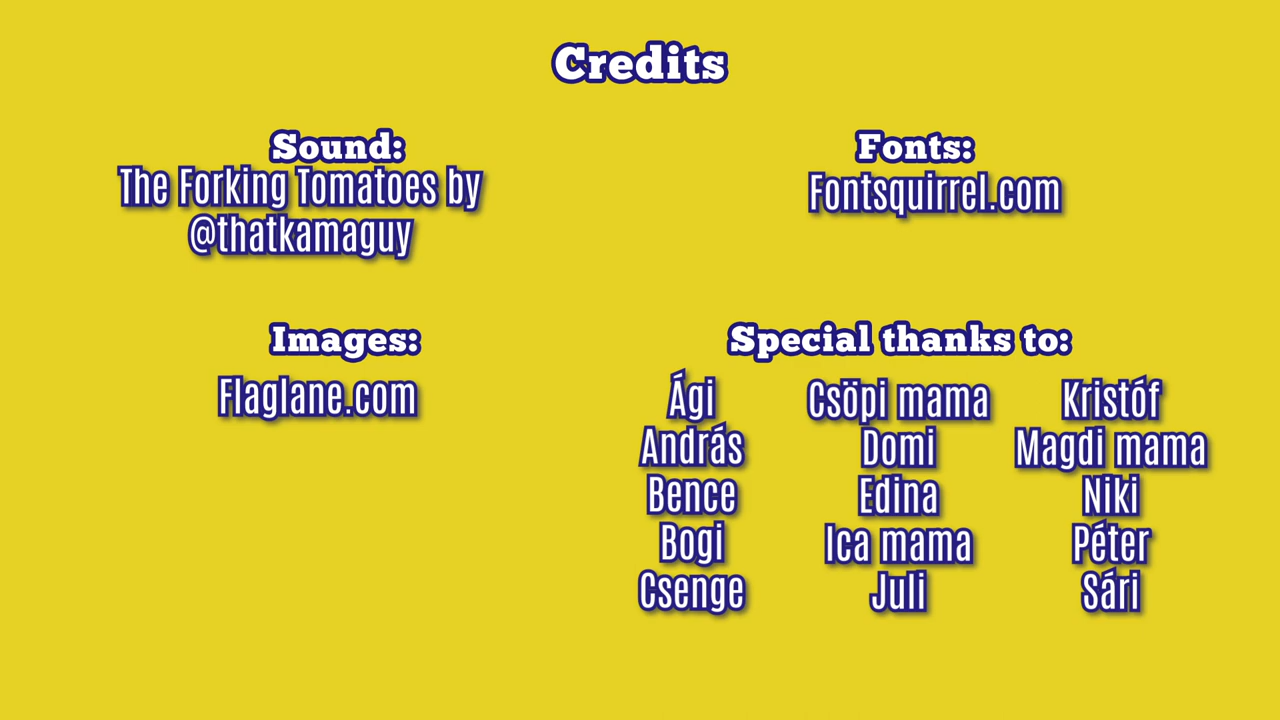 Credits
Sound:
The Forking Tomatoes by
@thatkamaguy
Fonts:
Fontsquirrel.com
Images:
Flaglane.com
Special thanks to:
Ági
András
Bence
Bogi
Csenge
Csöpi mama
Domi
Edina
Ica mama
Juli
Kristóf
Magdi mama
Niki
Péter
Sári